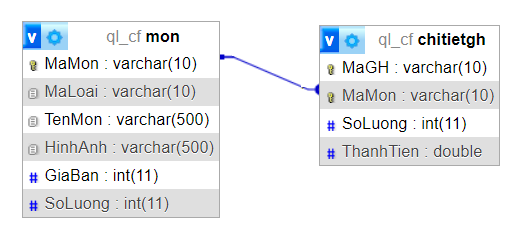 v ql_cf mon
MaMon : varchar(10)
MaLoai : varchar(10)
TenMon : varchar(500)
HinhAnh : varchar(500)
# GiaBan : int(11)
# SoLuong : int(11)
v ql_cf chitietgh
MaGH : varchar(10)
MaMon : varchar(10)
# SoLuong : int(11)
# ThanhTien : double